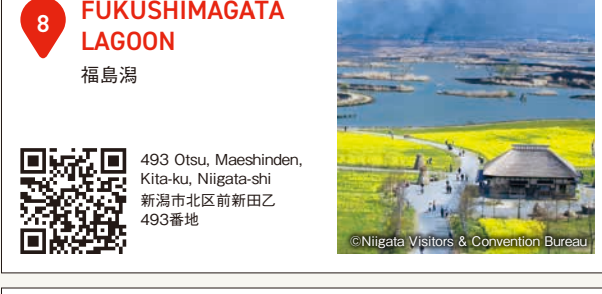 8
FUKUSHIMAGATA
LAGOON
福島潟
493 Otsu, Maeshinden,
Kita-ku, Niigata-shi
新潟市北区前新田乙
493番地
©Niigata Visitors & Convention Bureau